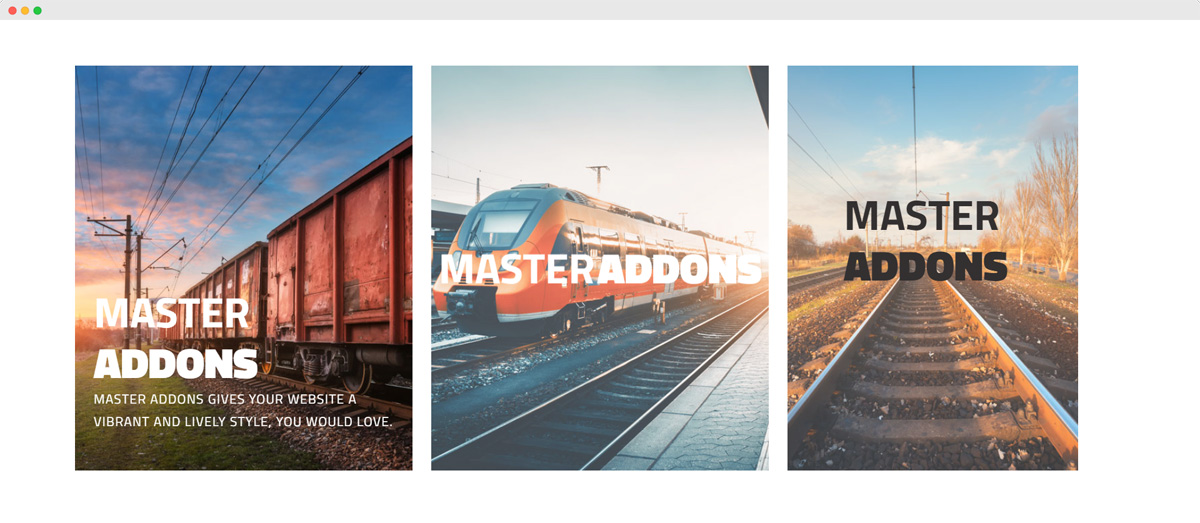 MASTER
ADDONS
MASTER ADDONS GIVES YOUR WEBSITE A
VIBRANT AND LIVELY STYLE, YOU WOULD LOVE.
MASTERADDONS
MASTER
ADDONS